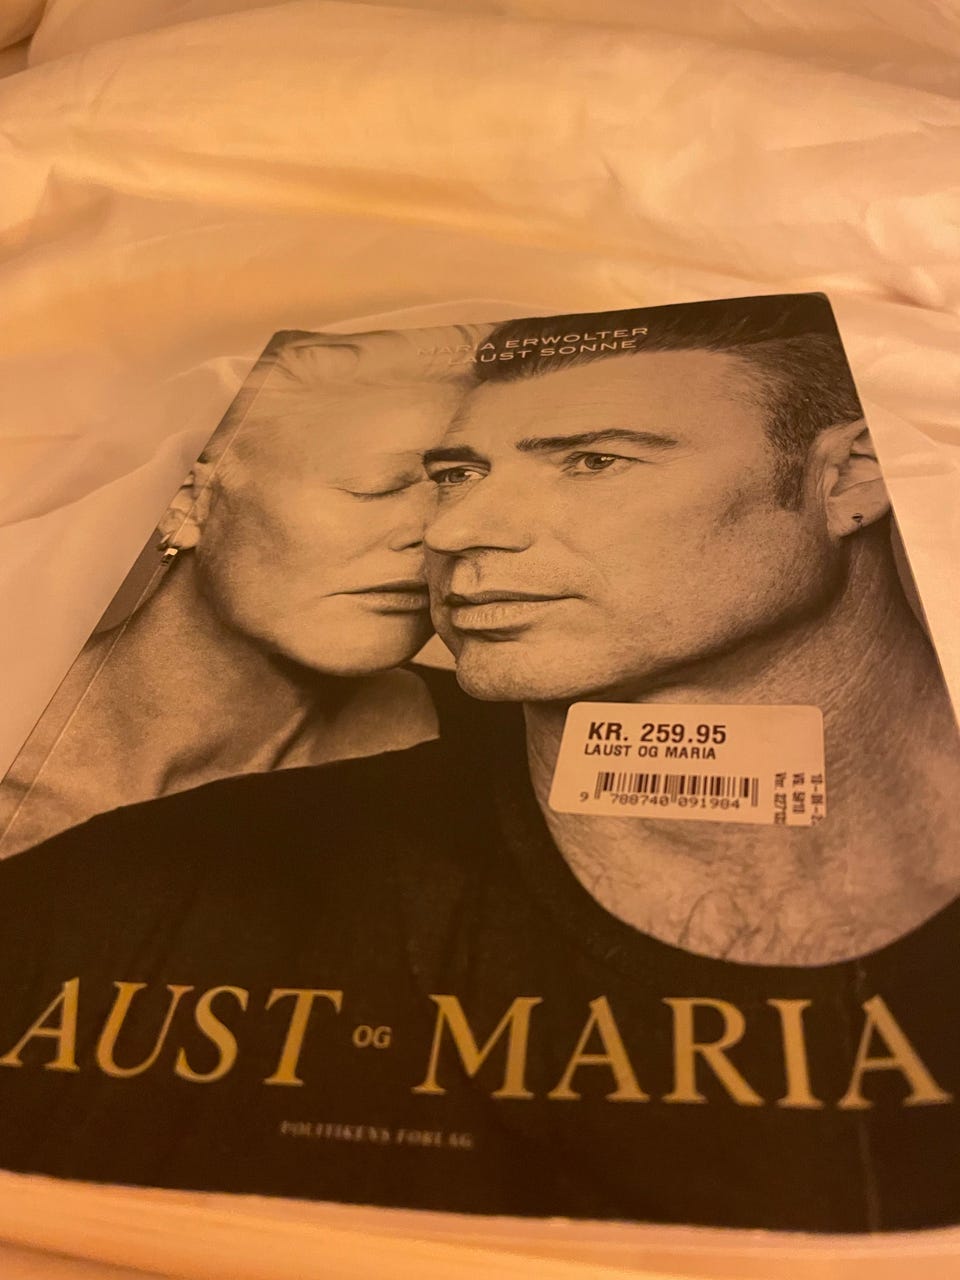 MARIA ERWOLTER
LAUST SONNE
KR. 259.95
LAUST OG MARIA
9 788740 091984
AUST OG MARIA
POLITIKENS FORLAG